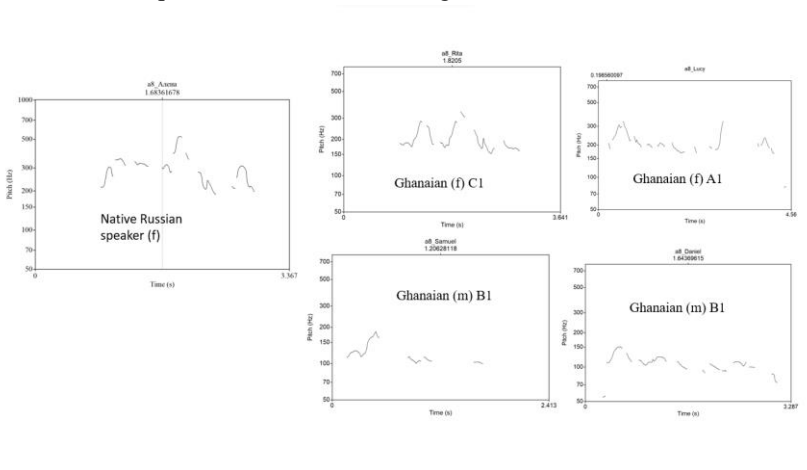 а8_Алена
1.68361678
1000
700
500
300
200
150
100
70
50
Pitch (Hz)
0
3.367
Time (s)
Native Russian
speaker (f)
a8_Rita
1.8205
700
500
300
200
150
100
70
50
Pitch (Hz)
0
3.641
Time (s)
Ghanaian (f) C1
a8_Lucy
700
500
300
200
150
100
70
50
Pitch (Hz)
0
4.58
Time (s)
Ghanaian (f) A1
a8_Samuel
1.20628118
700
500
300
200
150
100
70
50
Pitch (Hz)
0
2.413
Time (s)
Ghanaian (m) B1
a8_Daniel
1.64369615
700
500
300
200
150
100
70
50
Pitch (Hz)
0
3.287
Time (s)
Ghanaian (m) B1